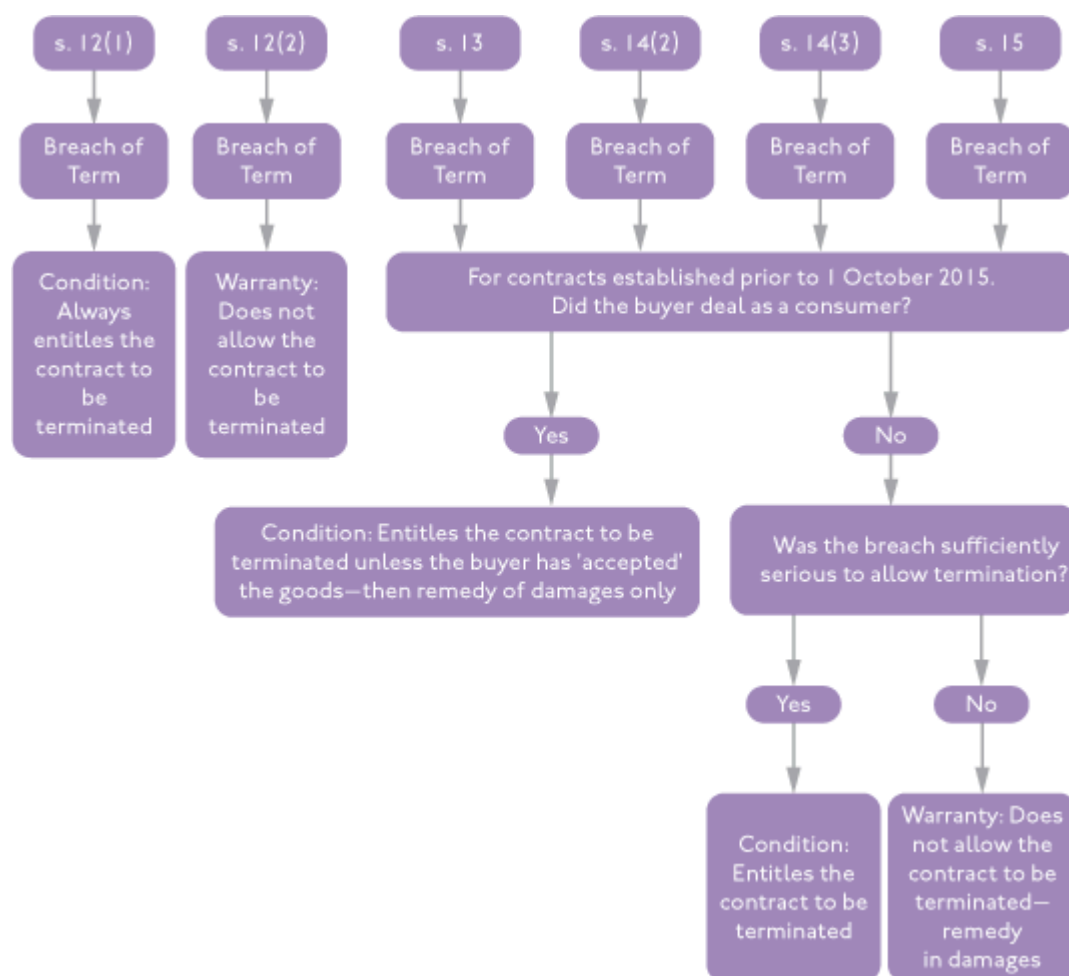 s. 12(1)
s. 12(2)
s. 13
s. 14(2)
s. 14(3)
s. 15
Breach of
Term
Breach of
Term
Breach of
Term
Breach of
Term
Breach of
Term
Breach of
Term
Condition:
Always
entitles the
contract to
be
terminated
Warranty:
Does not
allow the
contract to
be
terminated
For contracts established prior to 1 October 2015.
Did the buyer deal as a consumer?
Yes
No
Condition: Entitles the contract to be
terminated unless the buyer has 'accepted'
the goods—then remedy of damages only
Was the breach sufficiently
serious to allow termination?
Yes
No
Condition:
Entitles the
contract to be
terminated
Warranty: Does
not allow the
contract to be
terminated—
remedy
in damages